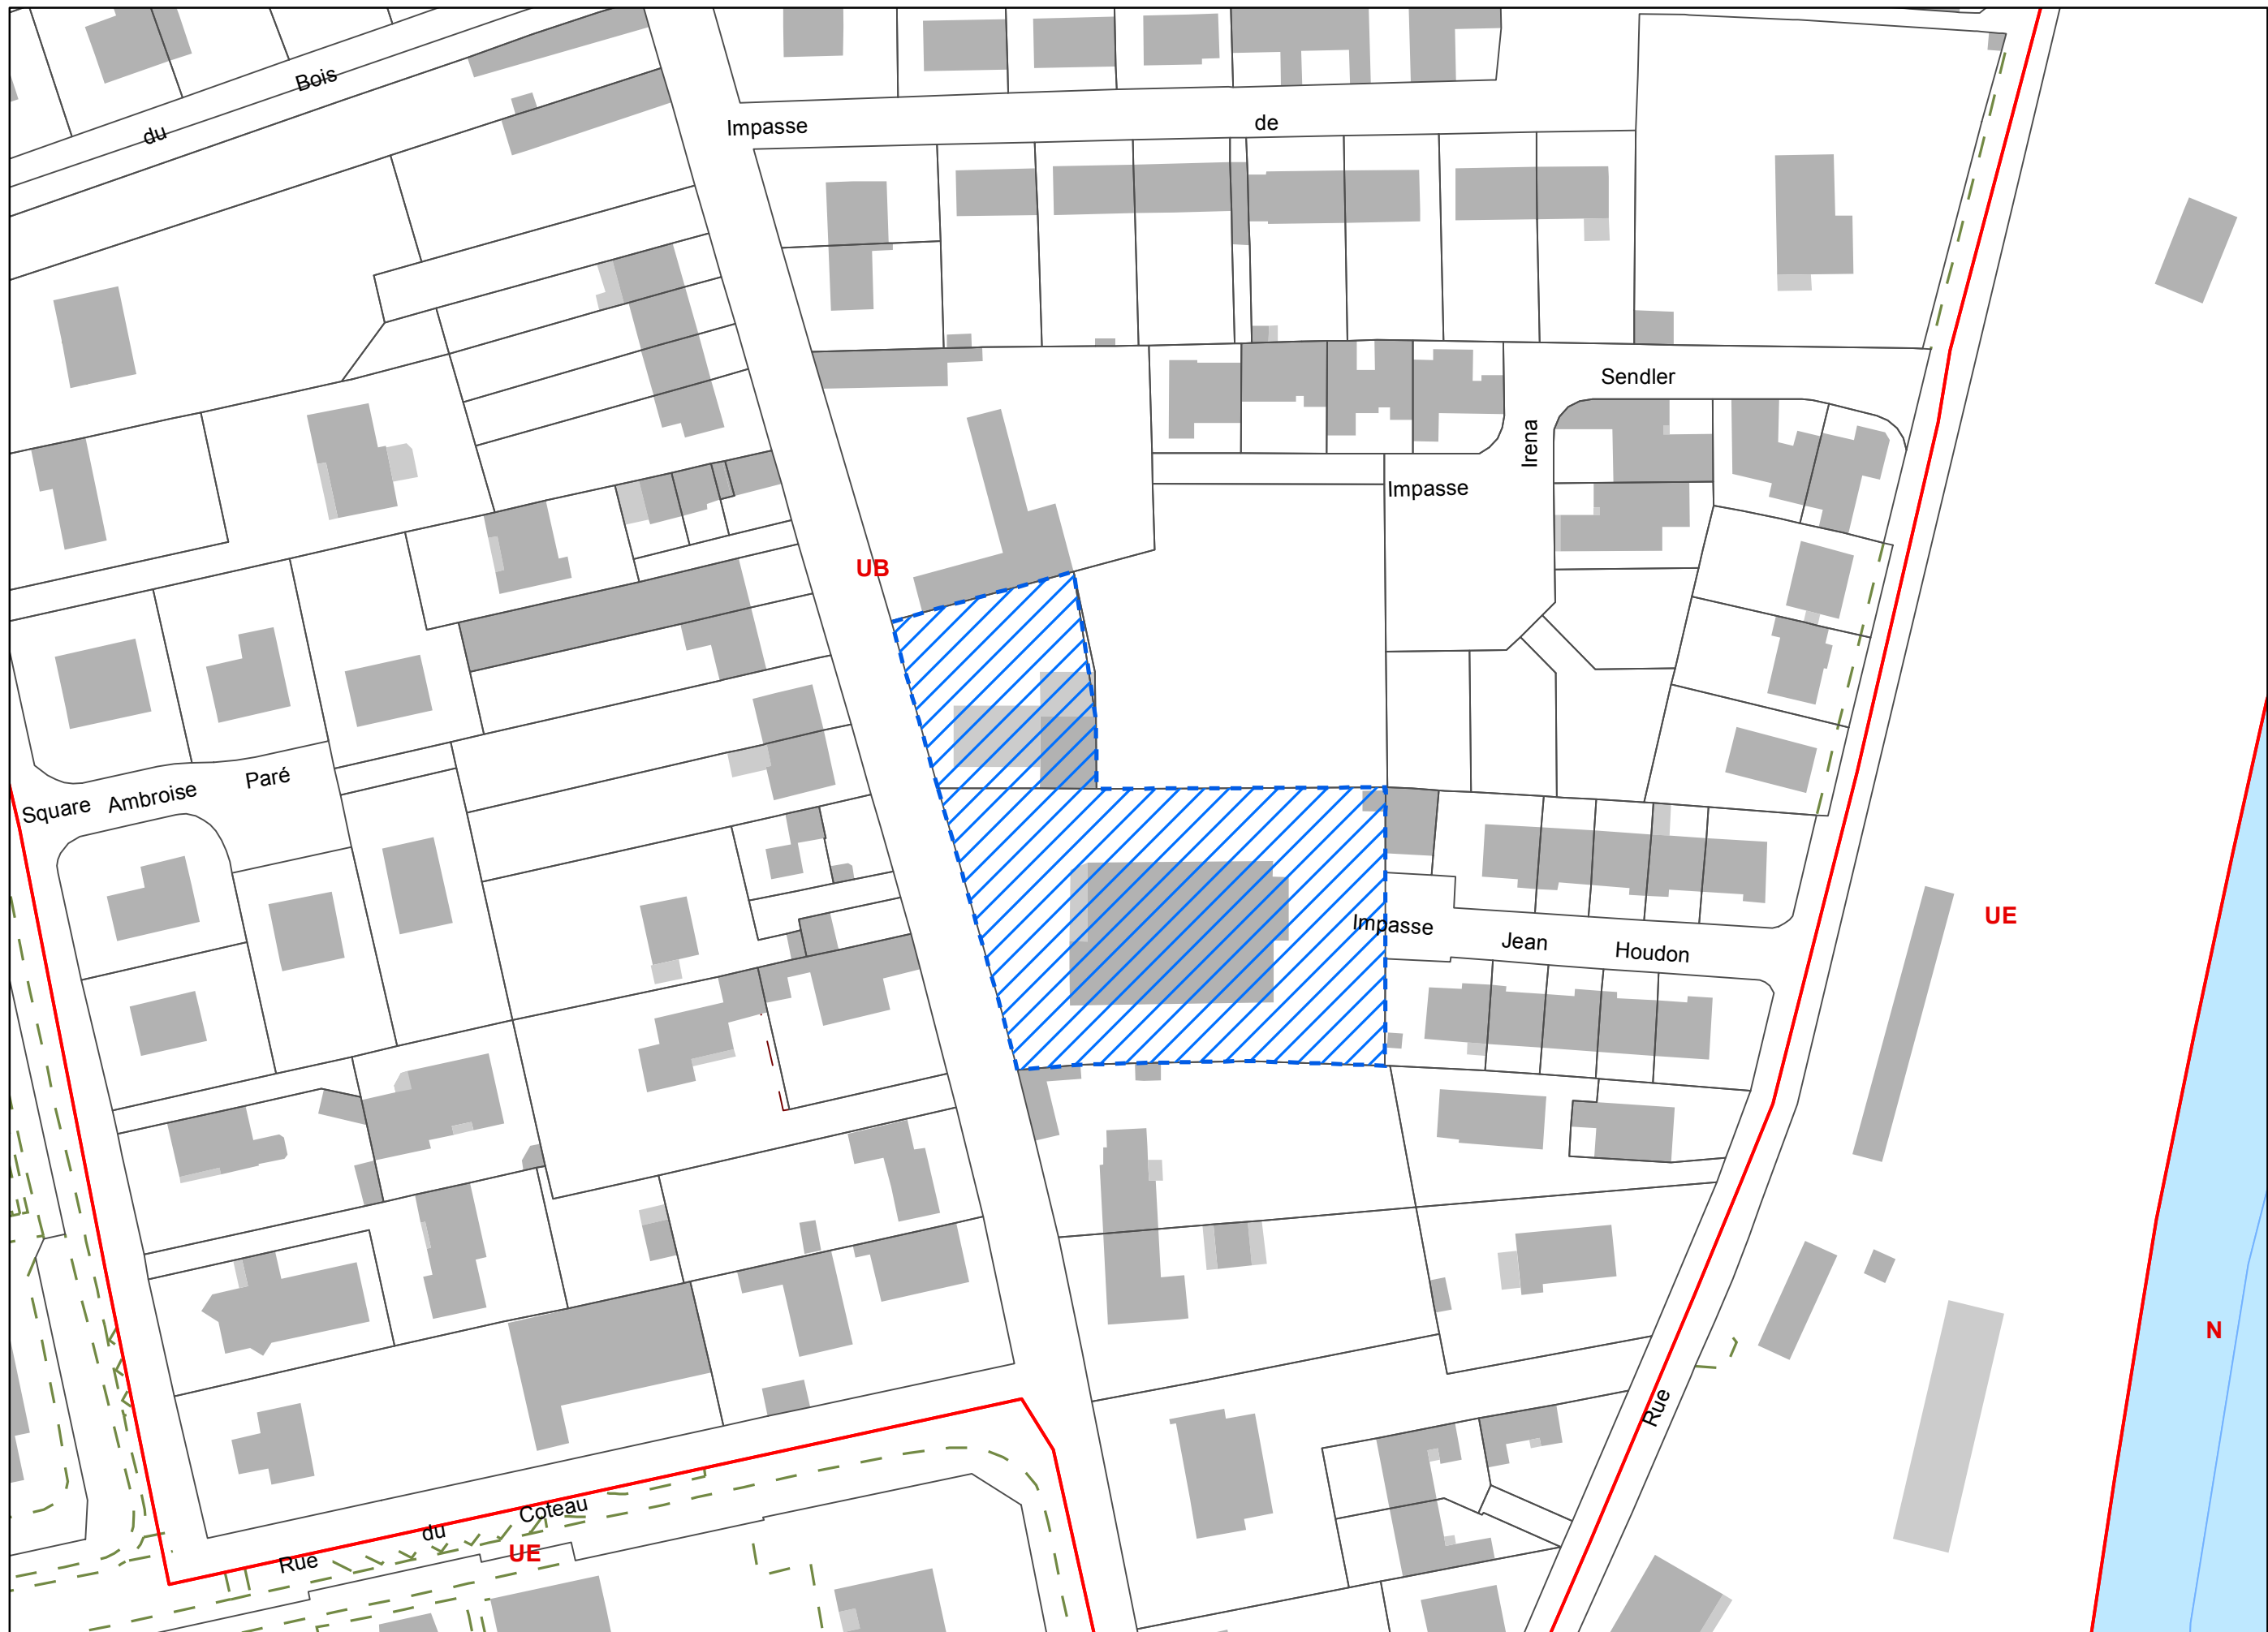 Bois
du
Impasse
de
Sendler
Irena
Impasse
UB
Square Ambroise Paré
Impasse Jean Houdon
UE
N
Rue
Rue du Coteau
UE